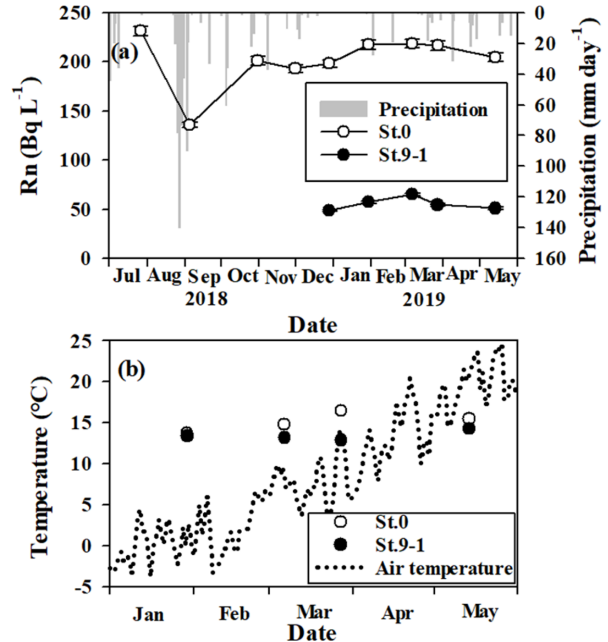 (a)
250
200
150
100
50
0
Rn (Bq L-1)
0
20
40
60
80
100
120
140
160
Precipitation (mm day-1)
Precipitation
St.0
St.9-1
Jul Aug Sep Oct Nov Dec Jan Feb Mar Apr May
2018 2019
Date
(b)
25
20
15
10
5
0
-5
Temperature (°C)
St.0
St.9-1
Air temperature
Jan Feb Mar Apr May
Date